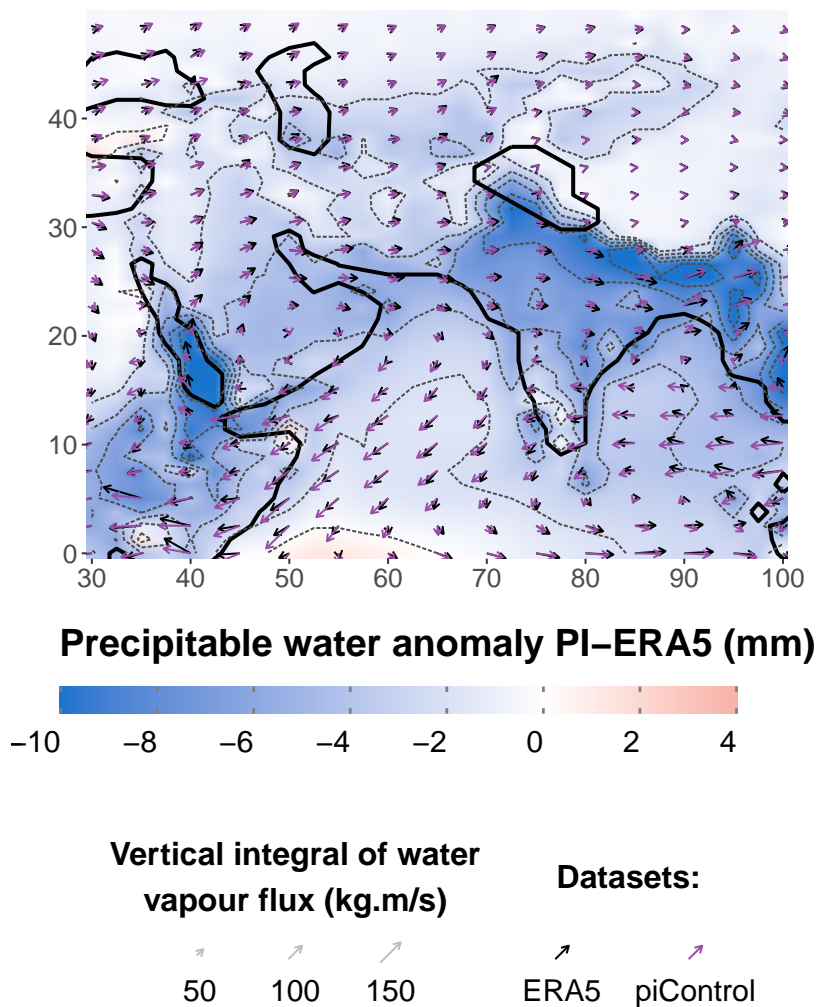 40
30
20
10
0
30 40 50 60 70 80 90 100
Precipitable water anomaly PI−ERA5 (mm)
−10 −8 −6 −4 −2 0 2 4
Vertical integral of water
vapour flux (kg.m/s)
50 100 150
Datasets:
ERA5 piControl